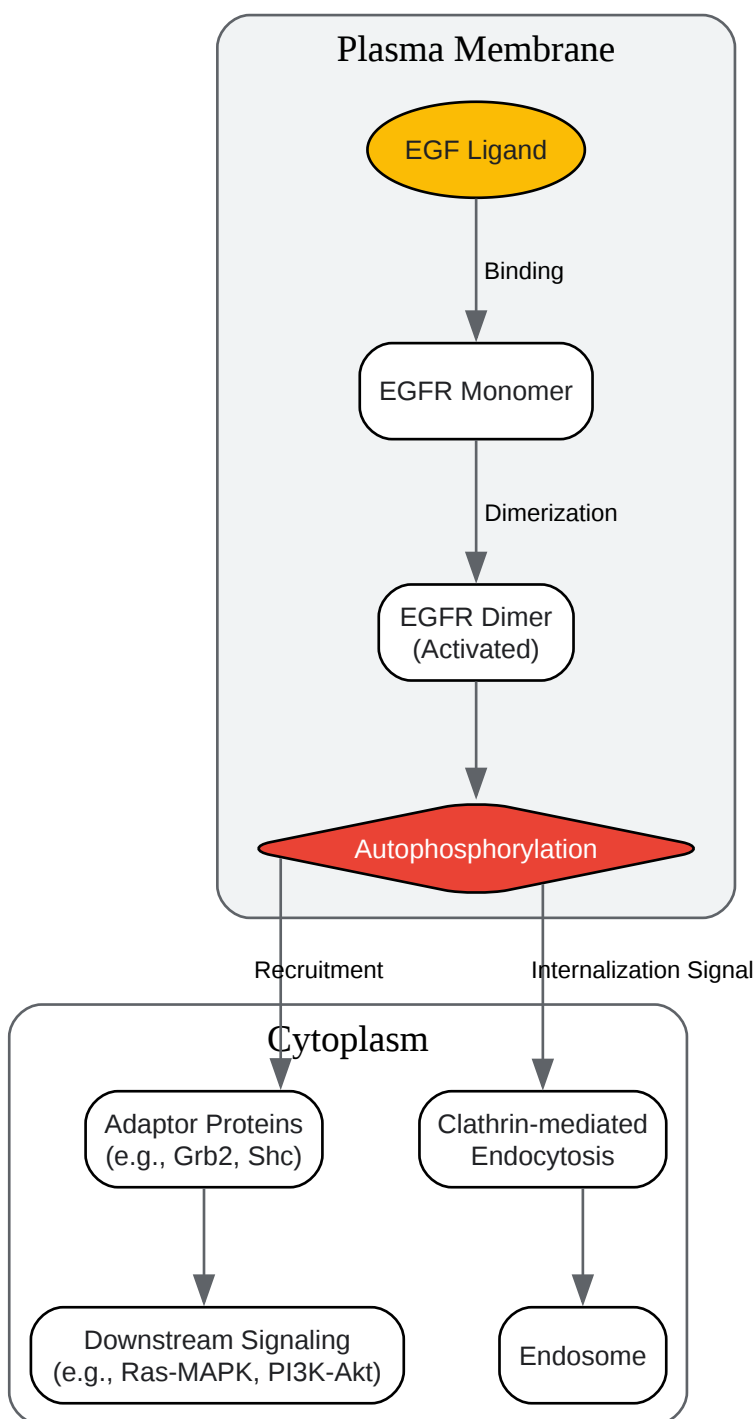 Plasma Membrane
EGF Ligand
Binding
EGFR Monomer
Dimerization
EGFR Dimer
(Activated)
Autophosphorylation
Recruitment
Internalization Signal
Cytoplasm
Adaptor Proteins
(e.g., Grb2, Shc)
Clathrin-mediated
Endocytosis
Downstream Signaling
(e.g., Ras-MAPK, PI3K-Akt)
Endosome